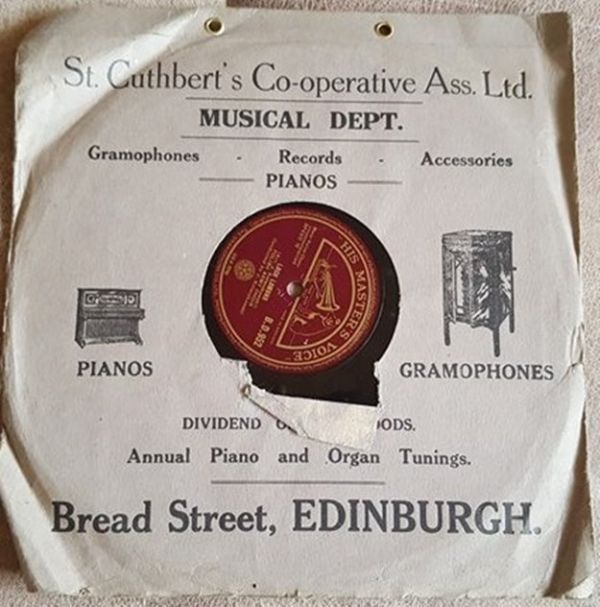 St. Cuthbert's Co-operative Ass. Ltd.
MUSICAL DEPT.
Gramophones - Records - Accessories
PIANOS
"HIS MASTER'S VOICE"
B.D.952
PIANOS
GRAMOPHONES
DIVIDEND ODS.
Annual Piano and Organ Tunings.
Bread Street, EDINBURGH.